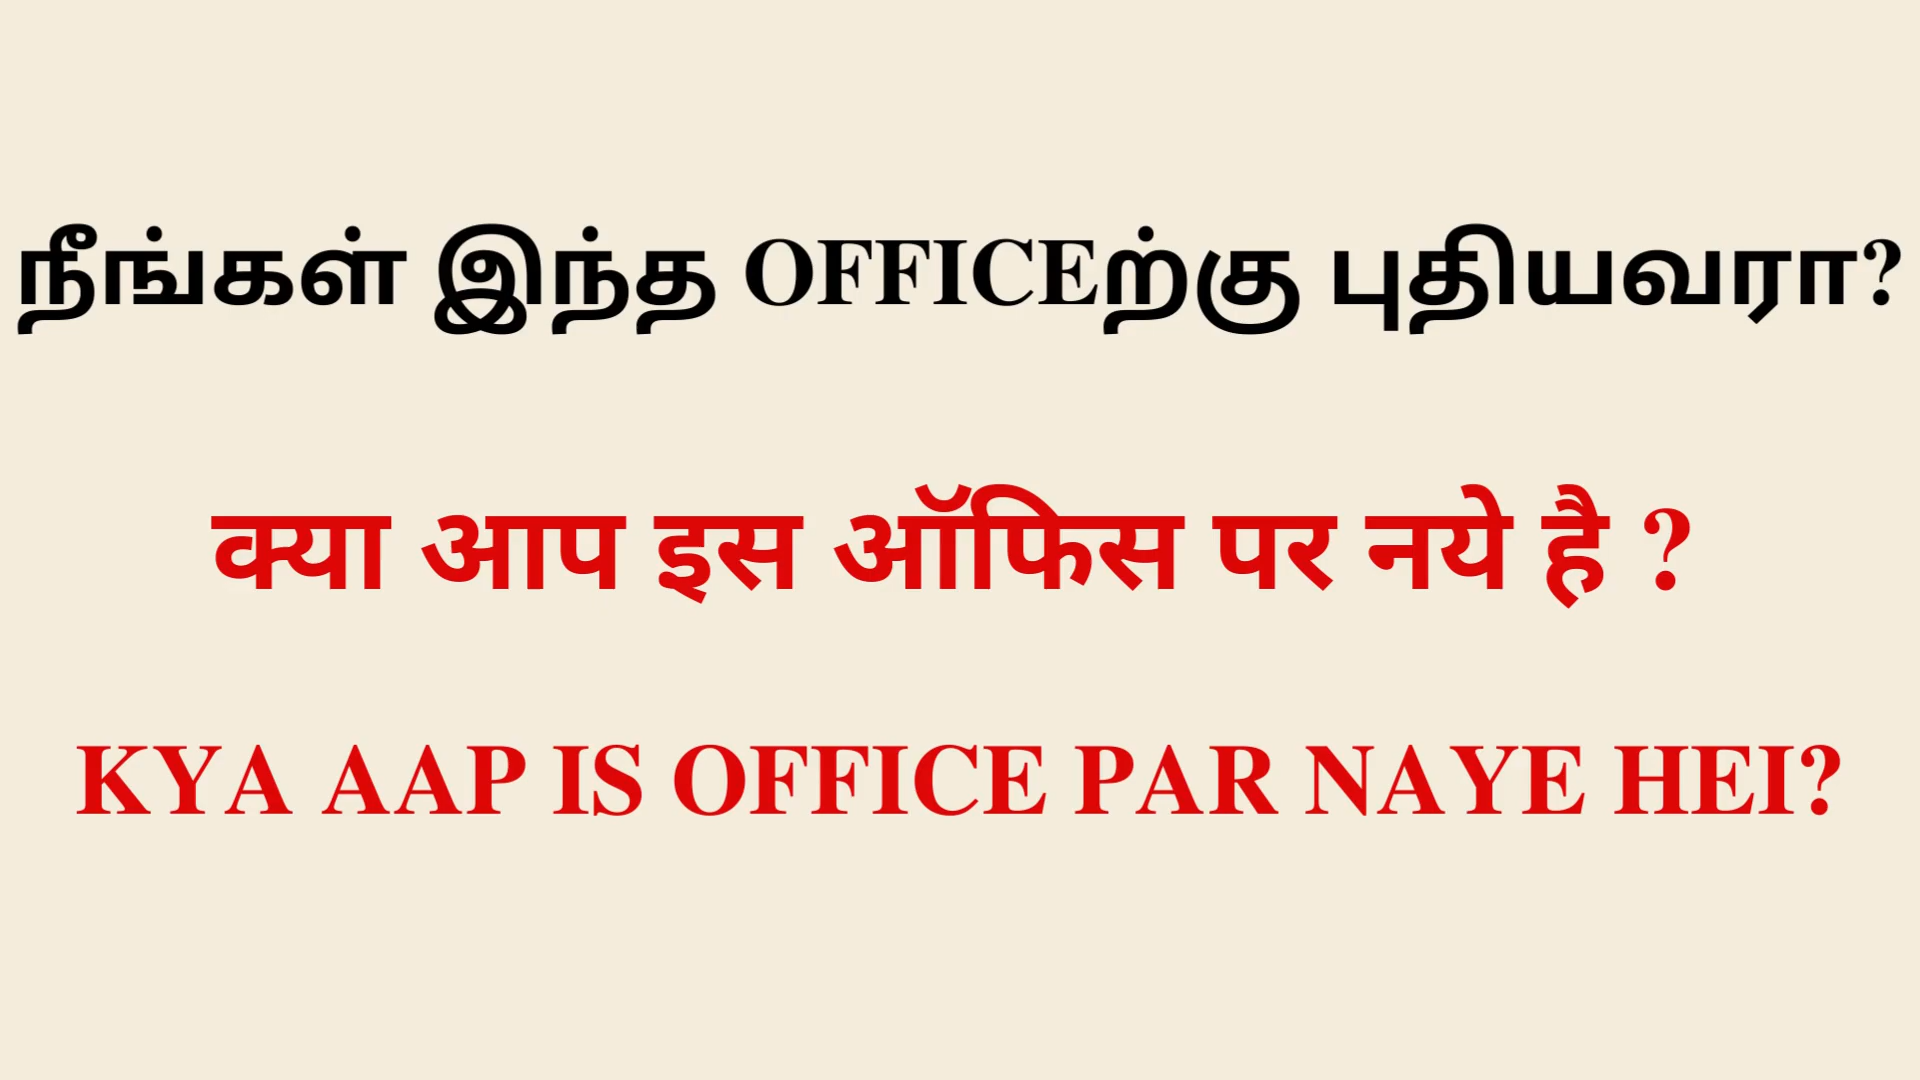 நீங்கள் இந்த OFFICEற்கு புதியவரா?
क्या आप इस ऑफिस पर नये है ?
KYA AAP IS OFFICE PAR NAYE HEI?